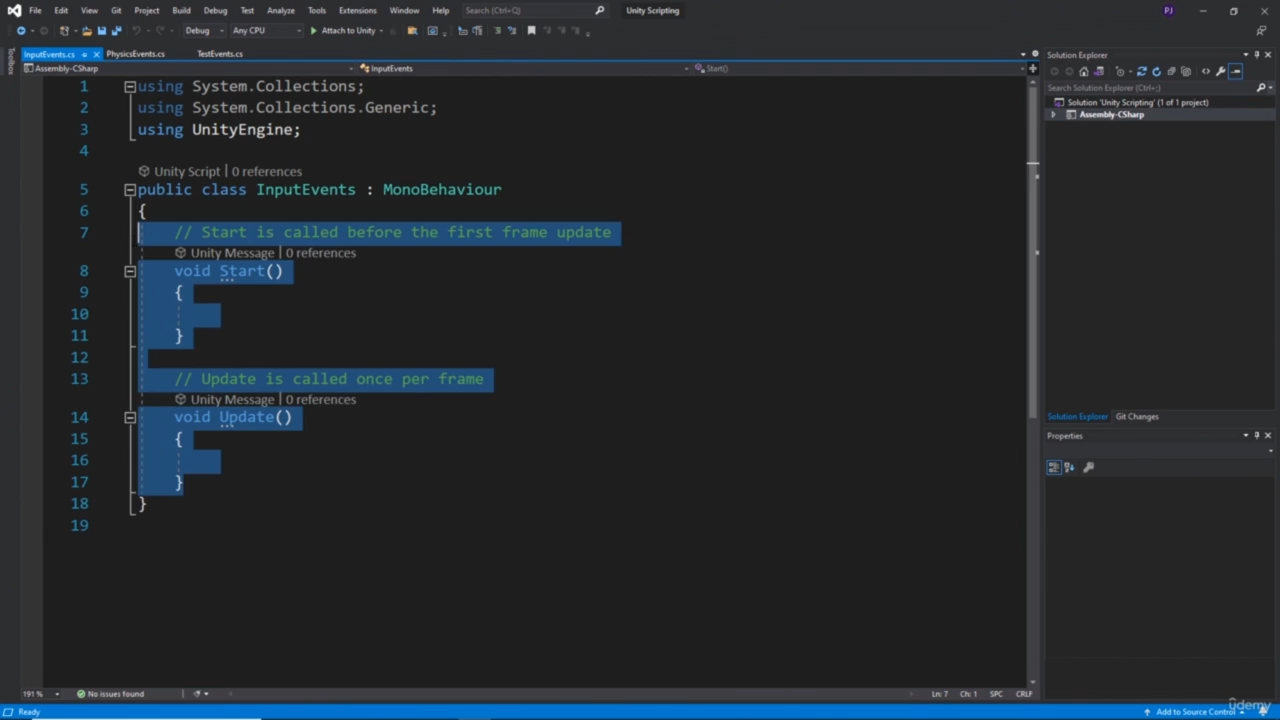 File Edit View Git Project Build Debug Test Analyze Tools Extensions Window Help Search (Ctrl+Q) Unity Scripting PJ
Debug Any CPU Attach to Unity
Toolbox
InputEvents.cs PhysicsEvents.cs TestEvents.cs
Assembly-CSharp InputEvents Start()
1 using System.Collections;
2 using System.Collections.Generic;
3 using UnityEngine;
4
Unity Script | 0 references
5 public class InputEvents : MonoBehaviour
6 {
7 // Start is called before the first frame update
Unity Message | 0 references
8 void Start()
9 {
10
11 }
12
13 // Update is called once per frame
Unity Message | 0 references
14 void Update()
15 {
16
17 }
18 }
19
191 % No issues found Ln: 7 Ch: 1 SPC CRLF
Solution Explorer
Search Solution Explorer (Ctrl+;)
Solution 'Unity Scripting' (1 of 1 project)
Assembly-CSharp
Solution Explorer Git Changes
Properties
Ready Add to Source Control
udemy